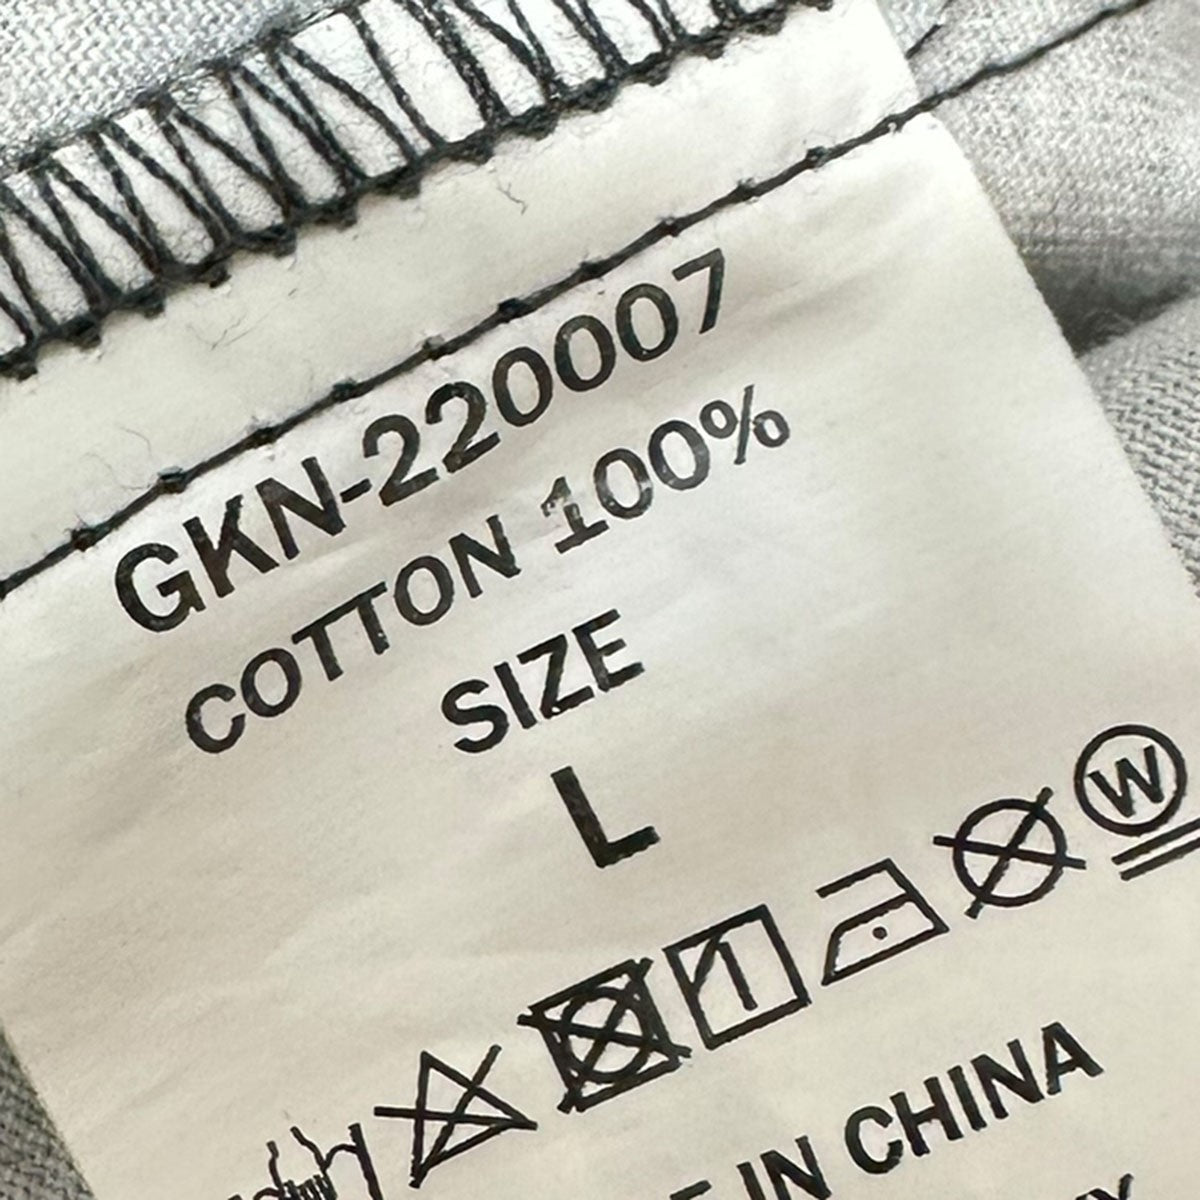 GKN-220007
COTTON 100%
SIZE
L
W
IN CHINA